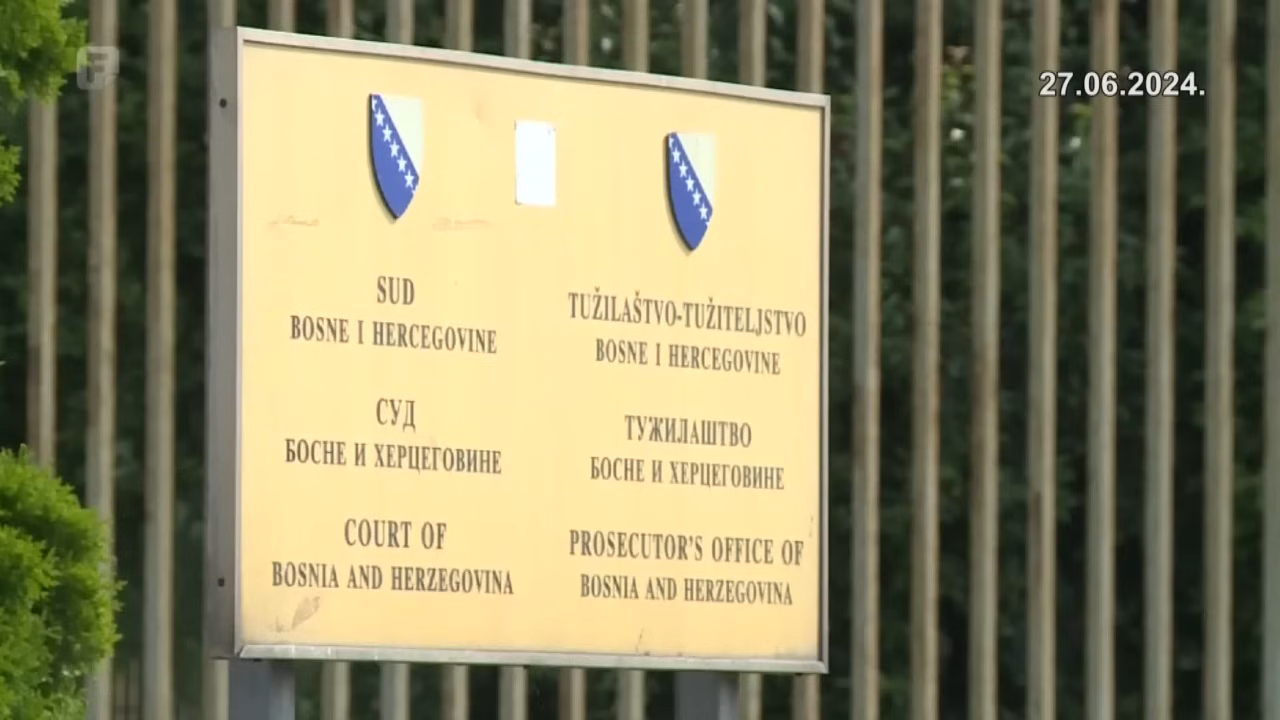 F
27.06.2024.
SUD
BOSNE I HERCEGOVINE
СУД
БОСНЕ И ХЕРЦЕГОВИНЕ
COURT OF
BOSNIA AND HERZEGOVINA
TUŽILAŠTVO-TUŽITELJSTVO
BOSNE I HERCEGOVINE
ТУЖИЛАШТВО
БОСНЕ И ХЕРЦЕГОВИНЕ
PROSECUTOR'S OFFICE OF
BOSNIA AND HERZEGOVINA